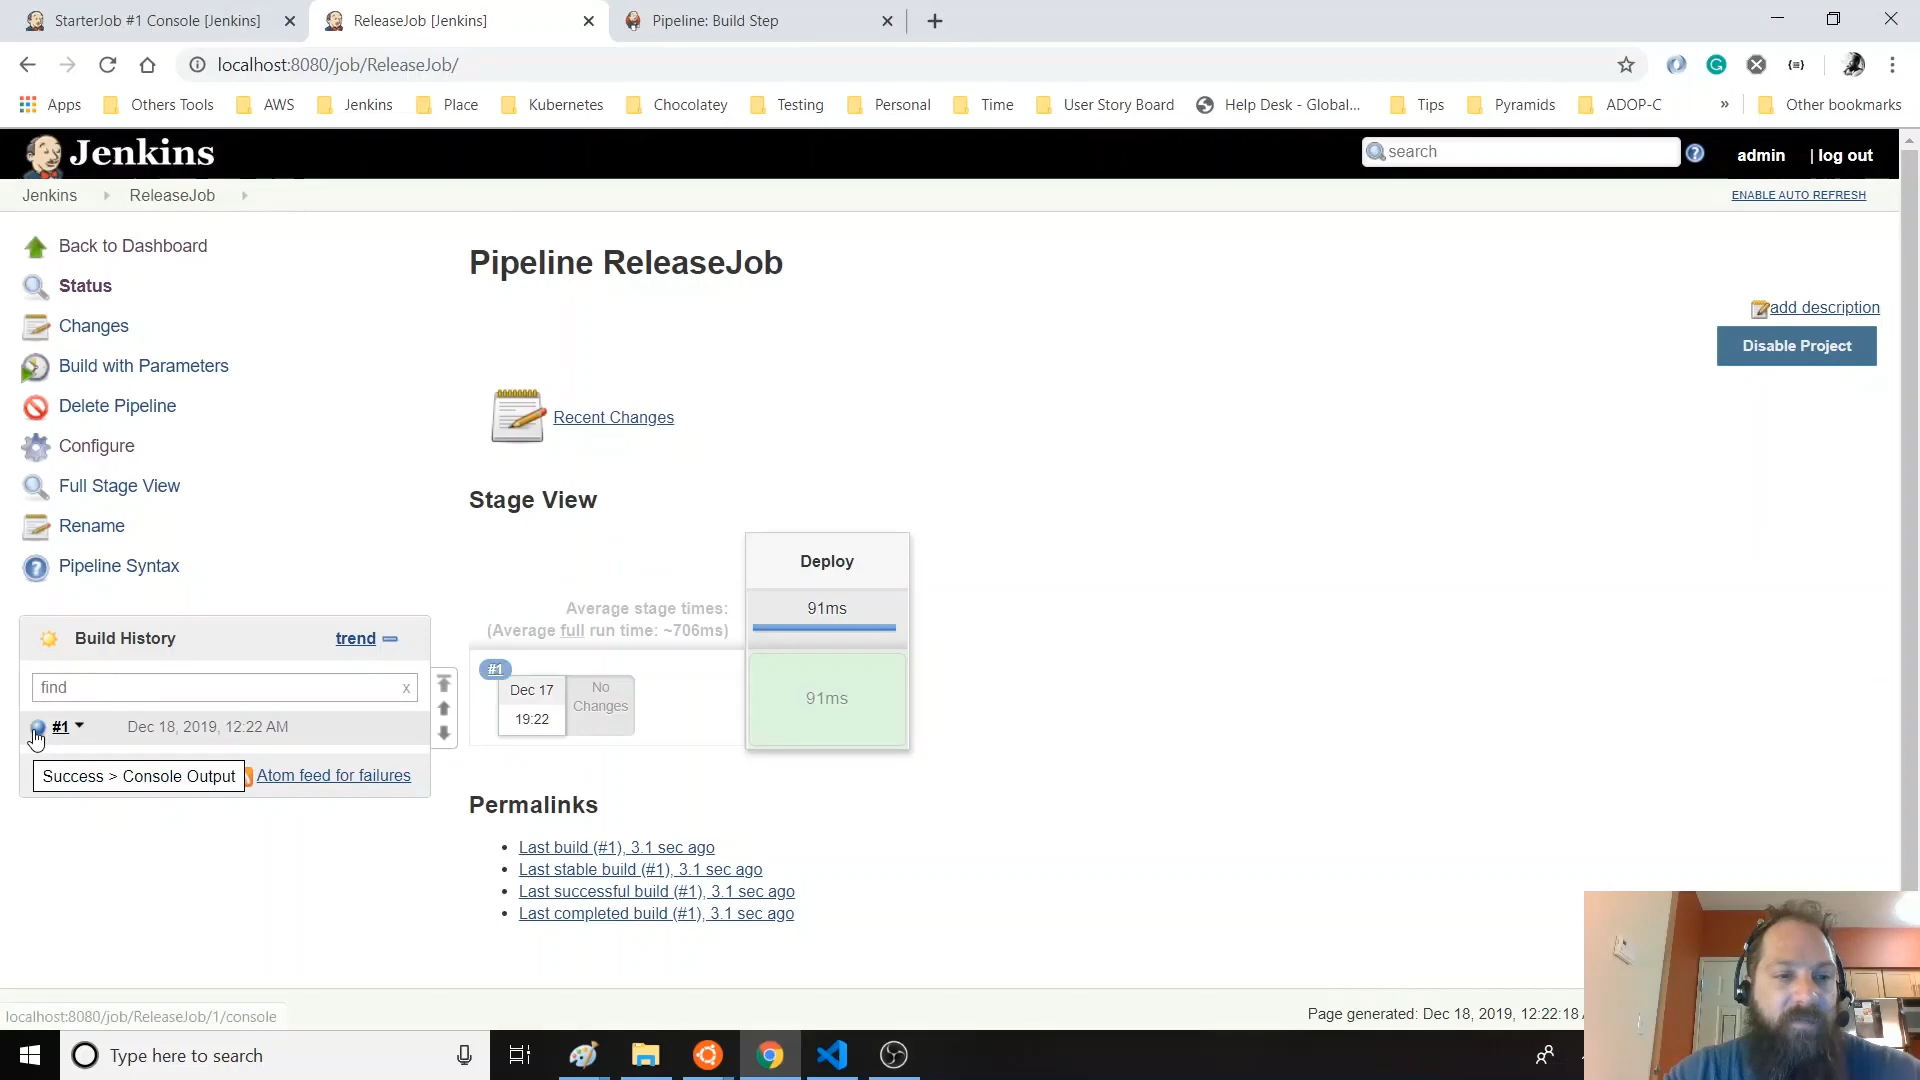 StarterJob #1 Console [Jenkins]
ReleaseJob [Jenkins]
Pipeline: Build Step
localhost:8080/job/ReleaseJob/
Apps
Others Tools
AWS
Jenkins
Place
Kubernetes
Chocolatey
Testing
Personal
Time
User Story Board
Help Desk - Global...
Tips
Pyramids
ADOP-C
»
Other bookmarks
Jenkins
search
admin
| log out
Jenkins
ReleaseJob
ENABLE AUTO REFRESH
Back to Dashboard
Status
Changes
Build with Parameters
Delete Pipeline
Configure
Full Stage View
Rename
Pipeline Syntax
Pipeline ReleaseJob
add description
Disable Project
Recent Changes
Stage View
Deploy
Average stage times:
(Average full run time: ~706ms)
91ms
#1
Dec 17
19:22
No
Changes
91ms
Build History
trend
find
x
#1
Dec 18, 2019, 12:22 AM
Success > Console Output
Atom feed for failures
Permalinks
Last build (#1), 3.1 sec ago
Last stable build (#1), 3.1 sec ago
Last successful build (#1), 3.1 sec ago
Last completed build (#1), 3.1 sec ago
localhost:8080/job/ReleaseJob/1/console
Page generated: Dec 18, 2019, 12:22:18
Type here to search